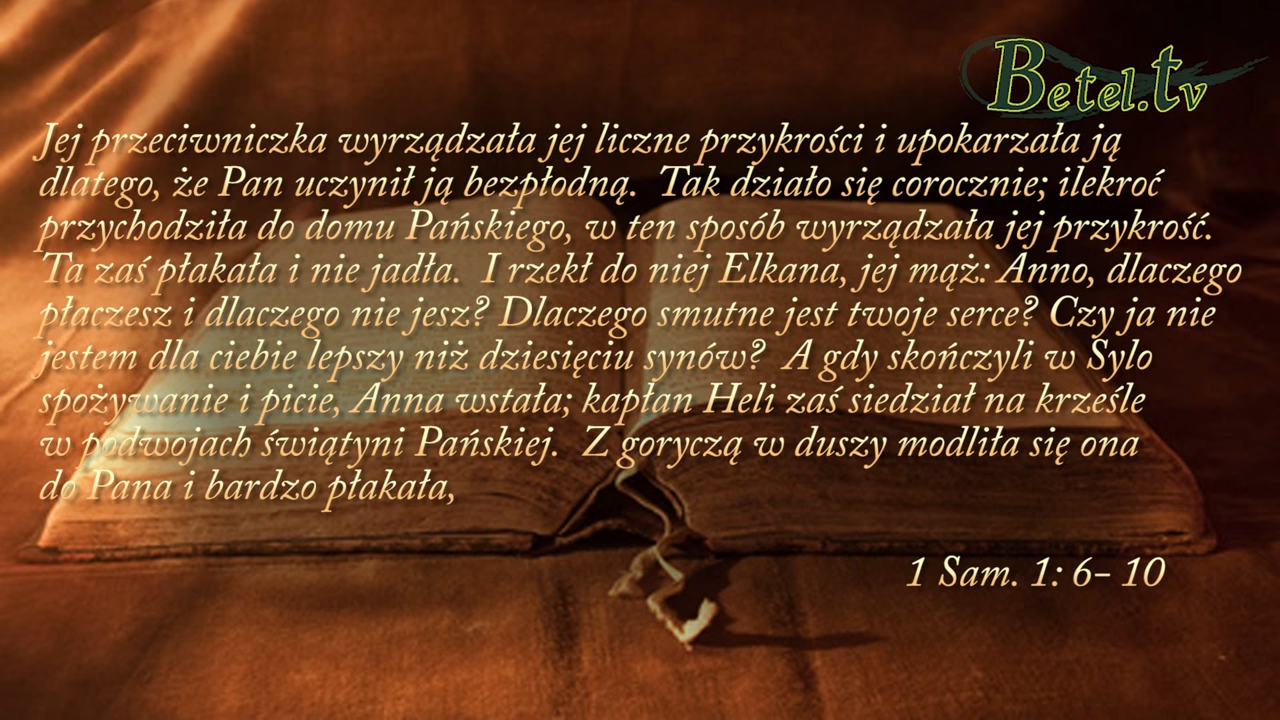 Betel.tv
Jej przeciwniczka wyrządzała jej liczne przykrości i upokarzała ją
dlatego, że Pan uczynił ją bezpłodną. Tak działo się corocznie; ilekroć
przychodziła do domu Pańskiego, w ten sposób wyrządzała jej przykrość.
Ta zaś płakała i nie jadła. I rzekł do niej Elkana, jej mąż: Anno, dlaczego
płaczesz i dlaczego nie jesz? Dlaczego smutne jest twoje serce? Czy ja nie
jestem dla ciebie lepszy niż dziesięciu synów? A gdy skończyli w Sylo
spożywanie i picie, Anna wstała; kapłan Heli zaś siedział na krześle
w podwojach świątyni Pańskiej. Z goryczą w duszy modliła się ona
do Pana i bardzo płakała,
1 Sam. 1: 6- 10